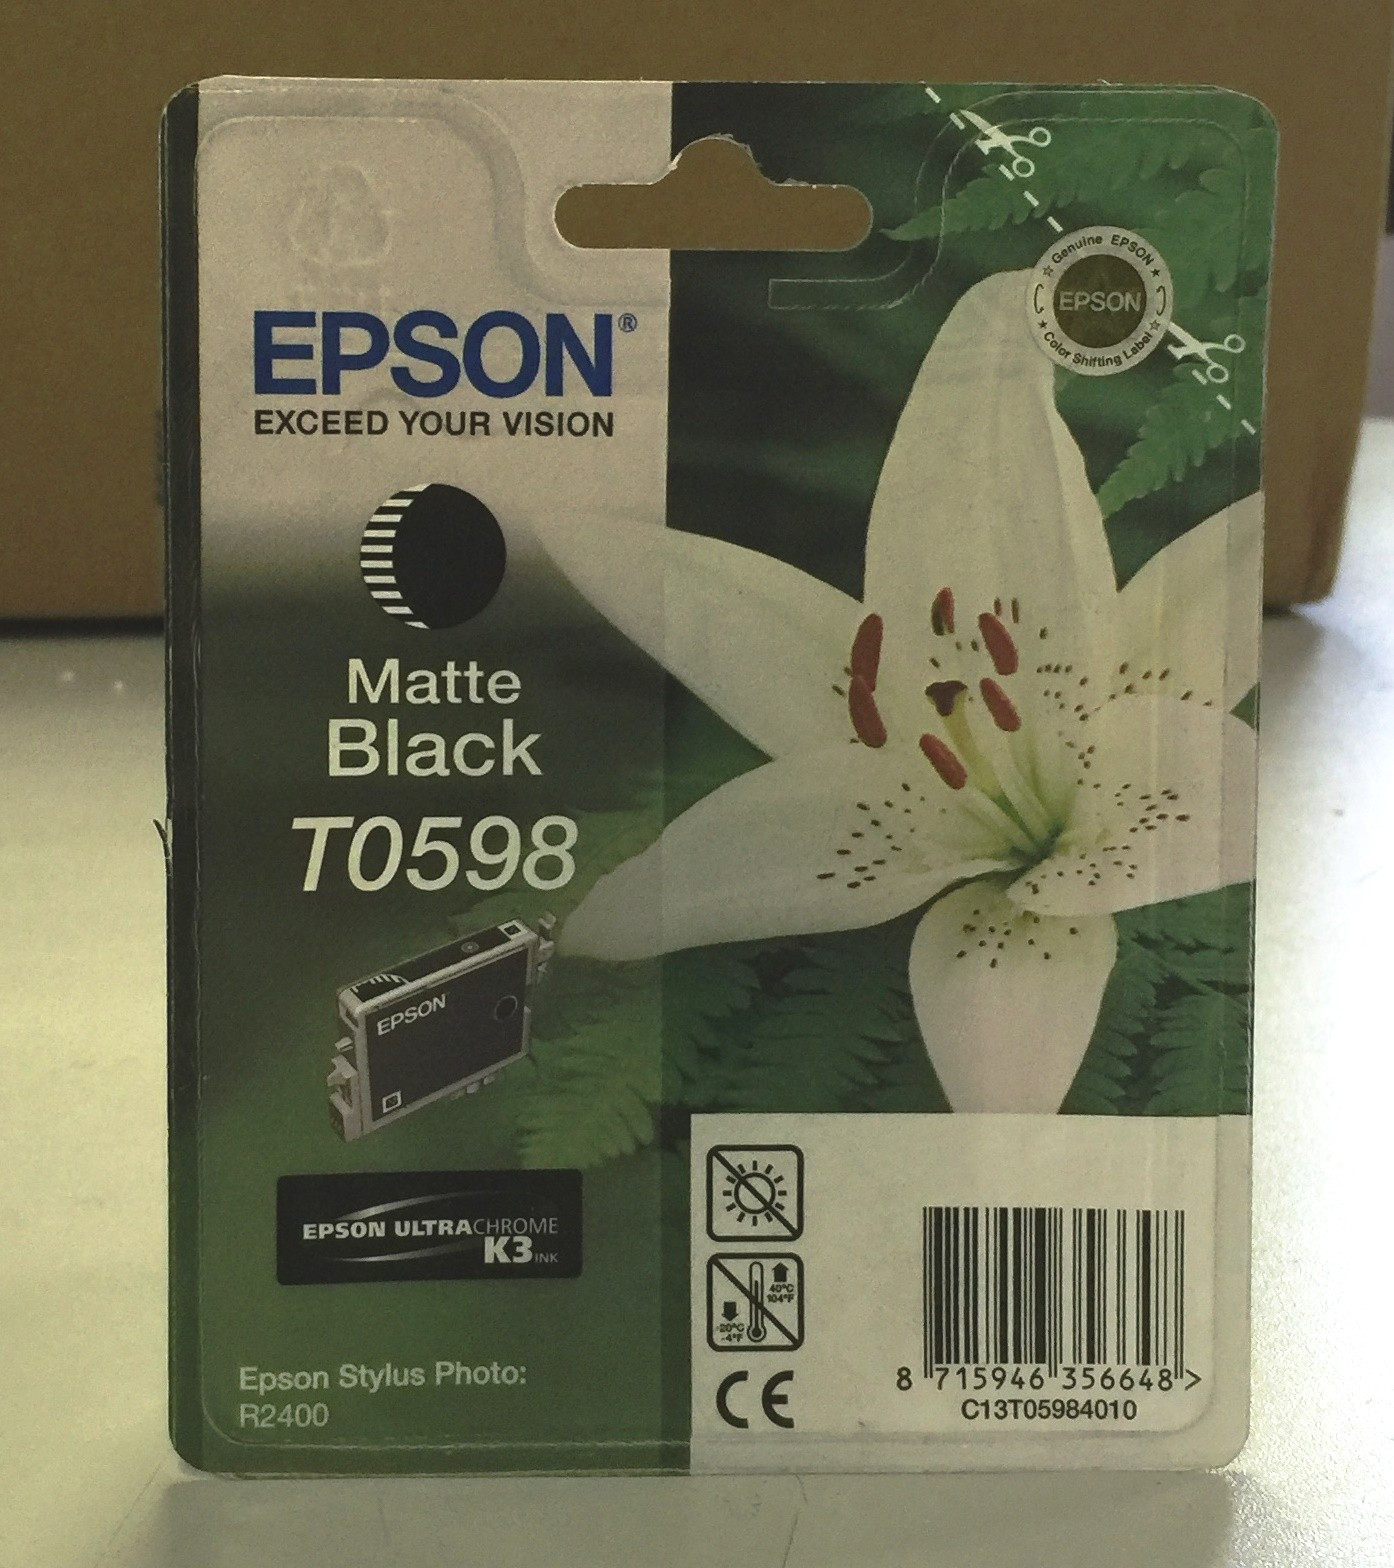 Genuine EPSON
EPSON
Color Shifting Label
EPSON®
EXCEED YOUR VISION
Matte
Black
T0598
EPSON
EPSON ULTRACHROME
K3 INK
40°C
104°F
-20°C
-4°F
CE
8 715946 356648 >
C13T05984010
Epson Stylus Photo:
R2400